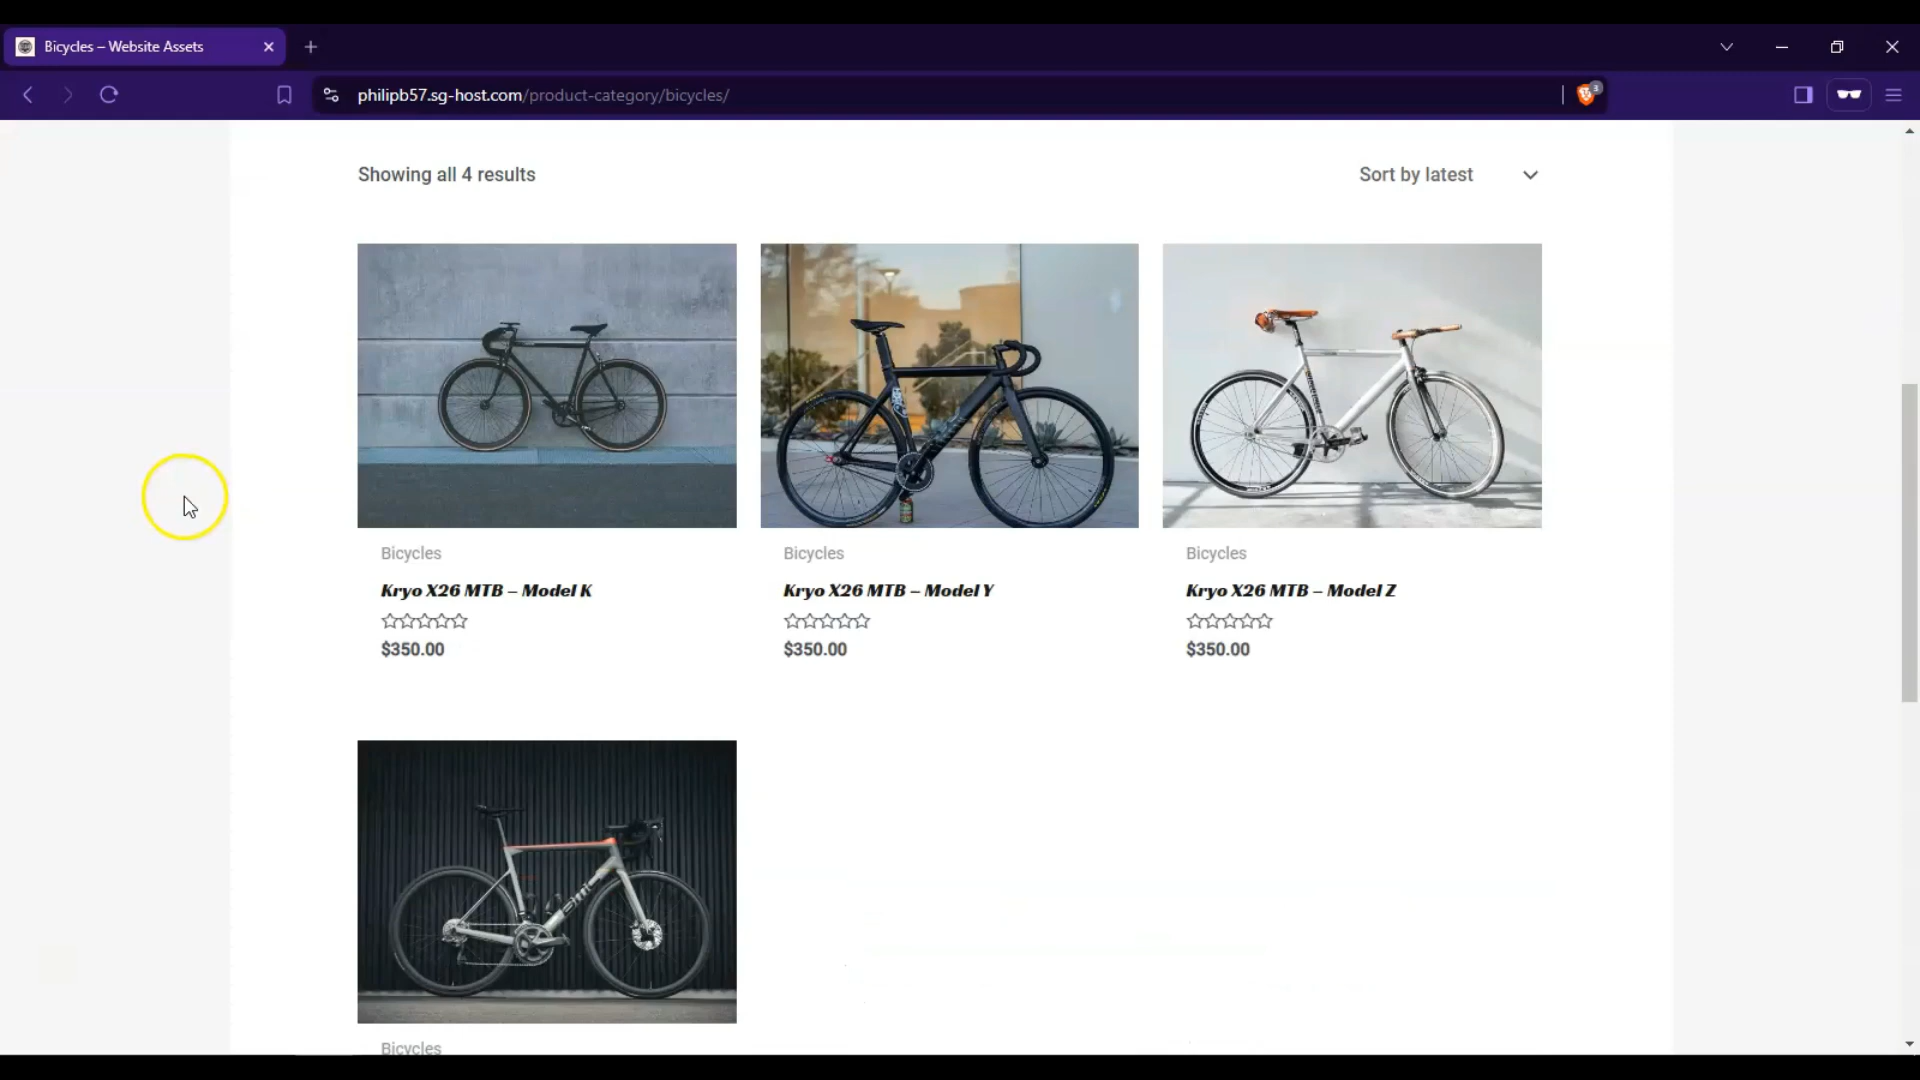 Bicycles – Website Assets
philipb57.sg-host.com/product-category/bicycles/
3
Showing all 4 results
Sort by latest
Bicycles
Kryo X26 MTB – Model K
$350.00
Bicycles
Kryo X26 MTB – Model Y
$350.00
Bicycles
Kryo X26 MTB – Model Z
$350.00
BMC
Bicycles